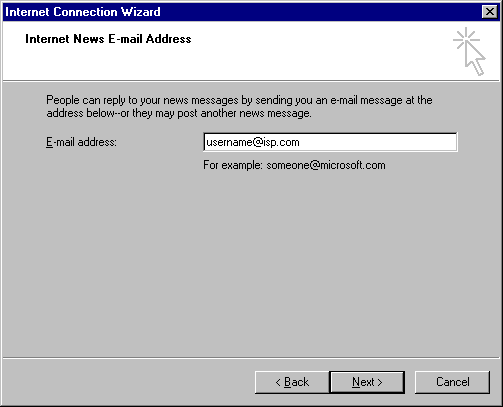 Internet Connection Wizard
Internet News E-mail Address
People can reply to your news messages by sending you an e-mail message at the
address below--or they may post another news message.
E-mail address: username@isp.com
For example: someone@microsoft.com
< Back Next > Cancel